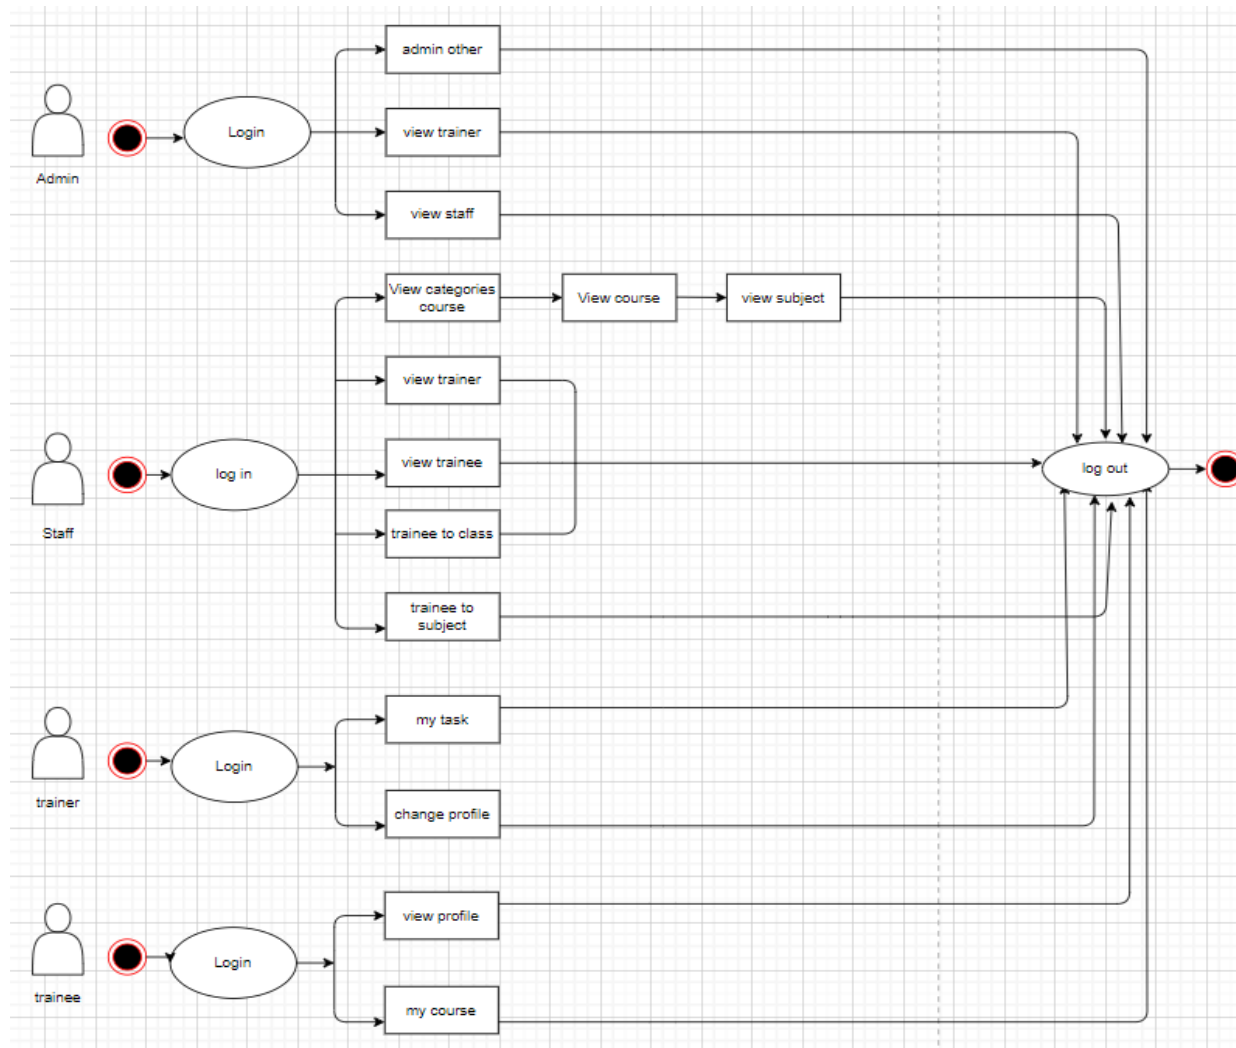 admin other
Login
view trainer
Admin
view staff
View categories
course
View course
view subject
view trainer
log in
view trainee
log out
Staff
trainee to class
trainee to
subject
my task
Login
trainer
change profile
view profile
Login
trainee
my course